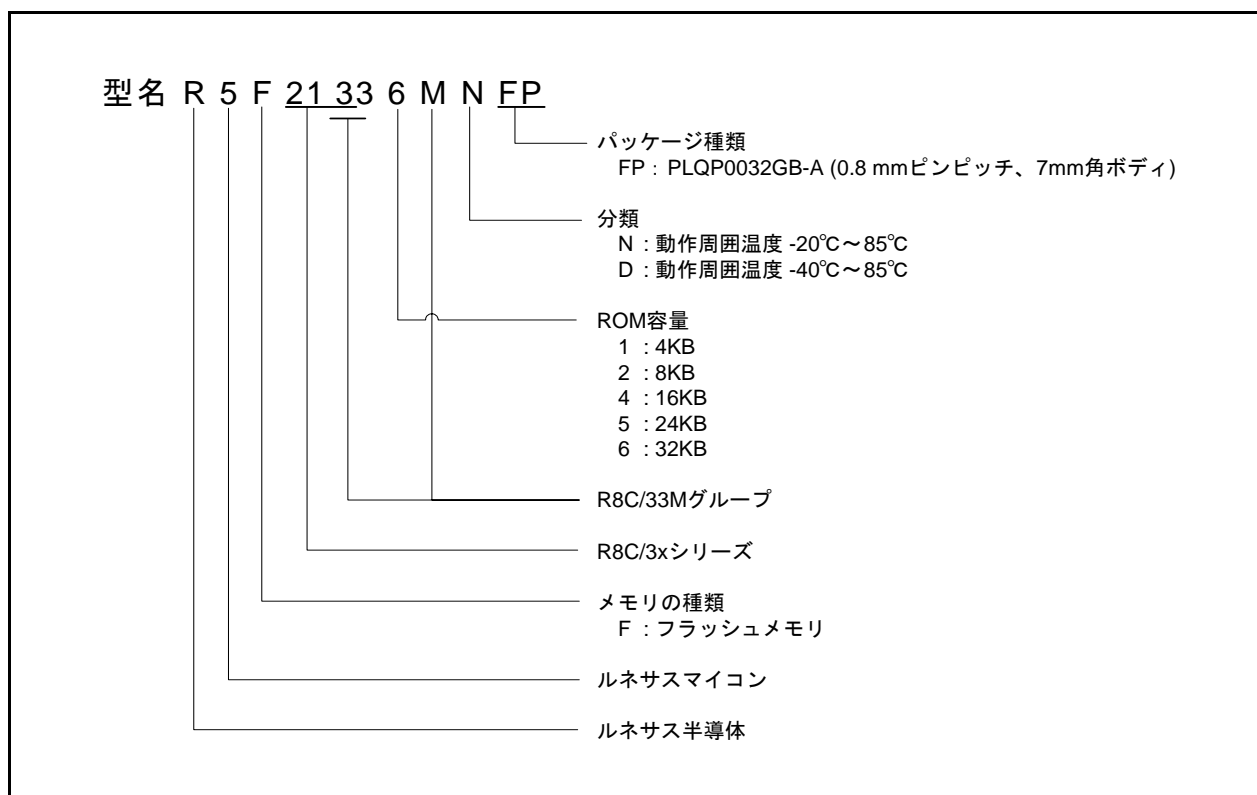 型名 R 5 F 21 33 6 M N FP
パッケージ種類
FP : PLQP0032GB-A (0.8 mmピンピッチ、7mm角ボディ)
分類
N : 動作周囲温度 -20℃~85℃
D : 動作周囲温度 -40℃~85℃
ROM容量
1 : 4KB
2 : 8KB
4 : 16KB
5 : 24KB
6 : 32KB
R8C/33Mグループ
R8C/3xシリーズ
メモリの種類
F : フラッシュメモリ
ルネサスマイコン
ルネサス半導体